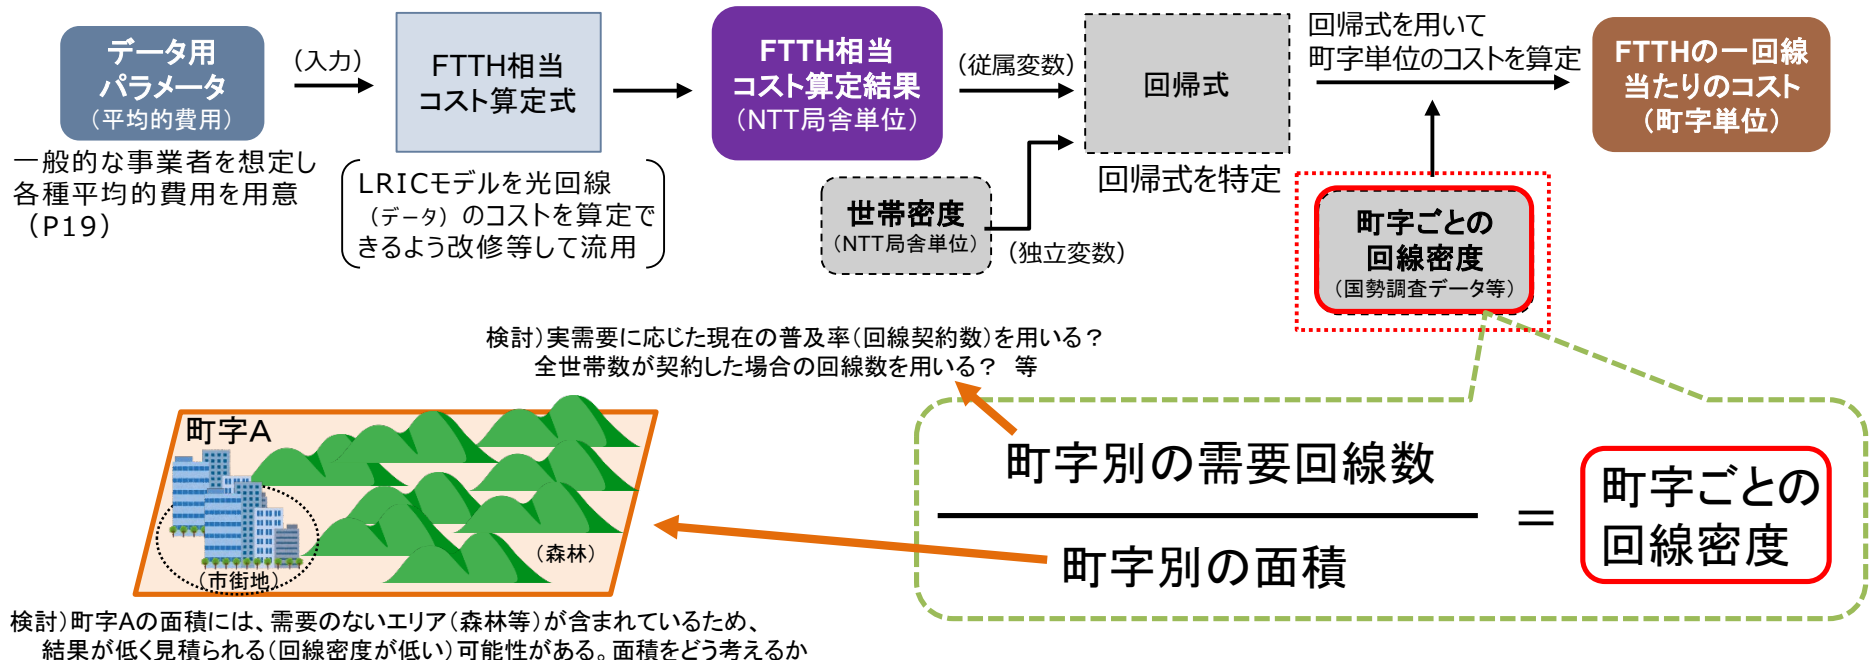 データ用
パラメータ
（平均的費用）
一般的な事業者を想定し
各種平均的費用を用意
（P19）
（入力）
FTTH相当
コスト算定式
LRICモデルを光回線
（データ）のコストを算定で
きるよう改修等して流用
FTTH相当
コスト算定結果
（NTT局舎単位）
（従属変数）
世帯密度
（NTT局舎単位）
（独立変数）
回帰式
回帰式を特定
回帰式を用いて
町字単位のコストを算定
町字ごとの
回線密度
（国勢調査データ等）
FTTHの一回線
当たりのコスト
（町字単位）
検討）実需要に応じた現在の普及率（回線契約数）を用いる？
全世帯数が契約した場合の回線数を用いる？　等
町字別の需要回線数
町字別の面積
＝
町字ごとの
回線密度
町字A
（市街地）
（森林）
検討）町字Aの面積には、需要のないエリア（森林等）が含まれているため、
結果が低く見積られる（回線密度が低い）可能性がある。面積をどう考えるか